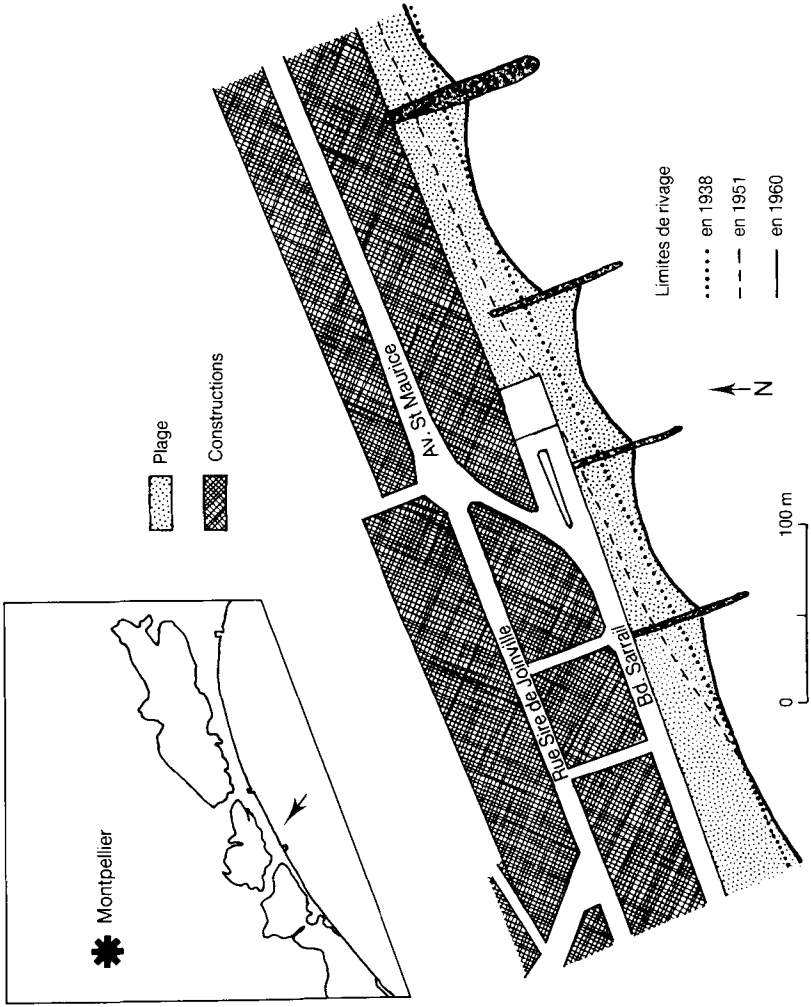 Montpellier
Plage
Constructions
Av. St Maurice
Rue Sire de Joinville
Bd. Sarrail
Limites de rivage
en 1938
en 1951
en 1960
N
0 100 m